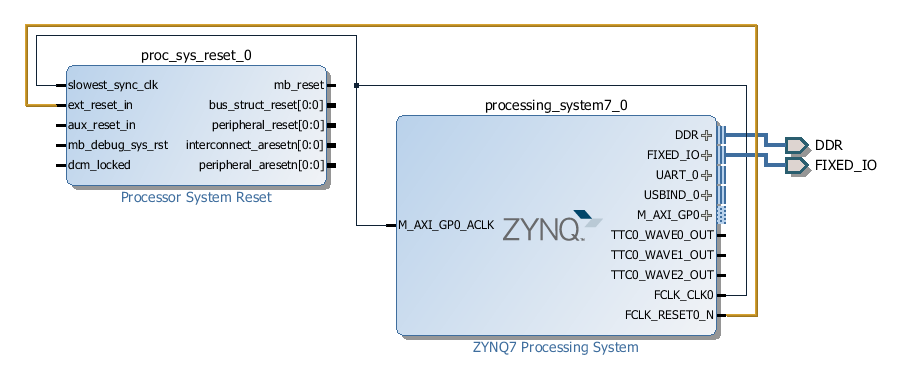 proc_sys_reset_0
slowest_sync_clk
ext_reset_in
aux_reset_in
mb_debug_sys_rst
dcm_locked
mb_reset
bus_struct_reset[0:0]
peripheral_reset[0:0]
interconnect_aresetn[0:0]
peripheral_aresetn[0:0]
Processor System Reset
processing_system7_0
M_AXI_GP0_ACLK
ZYNQ™
DDR
FIXED_IO
UART_0
USBIND_0
M_AXI_GP0
TTC0_WAVE0_OUT
TTC0_WAVE1_OUT
TTC0_WAVE2_OUT
FCLK_CLK0
FCLK_RESET0_N
ZYNQ7 Processing System
DDR
FIXED_IO